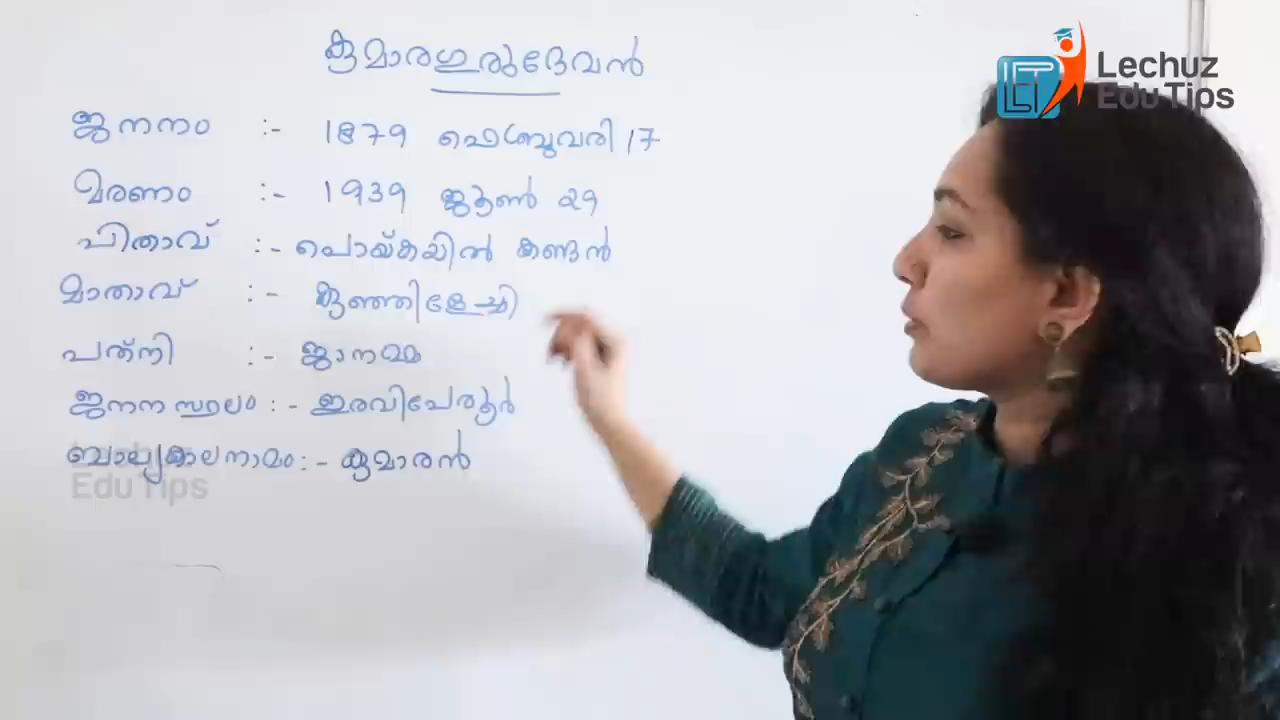 കുമാരഗുരുദേവൻ
Lechuz
Edu Tips
ജനനം :- 1879 ഫെബ്രുവരി 17
മരണം :- 1939 ജൂൺ 29
പിതാവ് :- പൊയ്കയിൽ കണ്ടൻ
മാതാവ് :- കുഞ്ഞിളേച്ചി
പത്നി :- ജാനമ്മ
ജനന സ്ഥലം :- ഇരവിപേരൂർ
ബാല്യകാലനാമം :- കുമാരൻ
Lechuz
Edu Tips